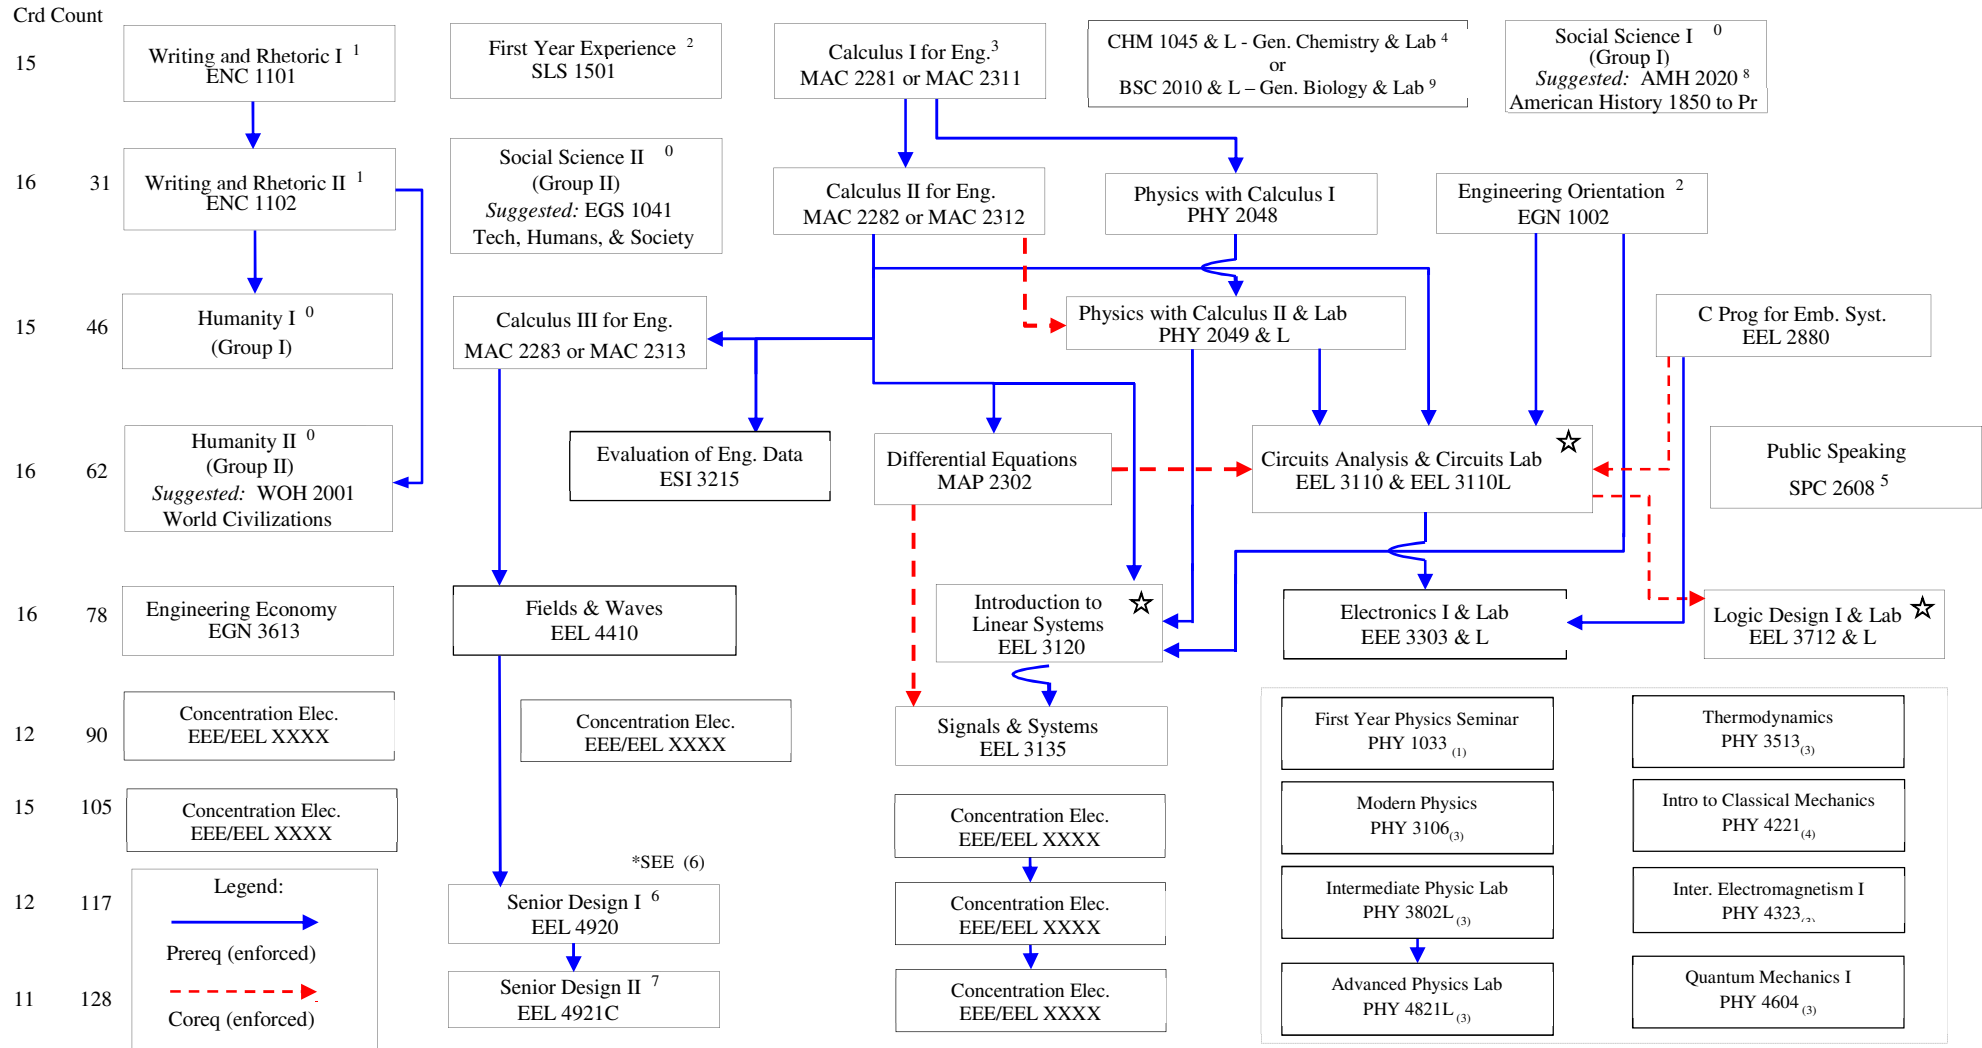 Crd Count
15
Writing and Rhetoric I 1
ENC 1101
First Year Experience 2
SLS 1501
Calculus I for Eng.3
MAC 2281 or MAC 2311
CHM 1045 & L - Gen. Chemistry & Lab 4
or
BSC 2010 & L – Gen. Biology & Lab 9
Social Science I 0
(Group I)
Suggested: AMH 2020 8
American History 1850 to Pr
16 31
Writing and Rhetoric II 1
ENC 1102
Social Science II 0
(Group II)
Suggested: EGS 1041
Tech, Humans, & Society
Calculus II for Eng.
MAC 2282 or MAC 2312
Physics with Calculus I
PHY 2048
Engineering Orientation 2
EGN 1002
15 46
Humanity I 0
(Group I)
Calculus III for Eng.
MAC 2283 or MAC 2313
Physics with Calculus II & Lab
PHY 2049 & L
C Prog for Emb. Syst.
EEL 2880
16 62
Humanity II 0
(Group II)
Suggested: WOH 2001
World Civilizations
Evaluation of Eng. Data
ESI 3215
Differential Equations
MAP 2302
Circuits Analysis & Circuits Lab
EEL 3110 & EEL 3110L
Public Speaking
SPC 2608 5
16 78
Engineering Economy
EGN 3613
Fields & Waves
EEL 4410
Introduction to
Linear Systems
EEL 3120
Electronics I & Lab
EEE 3303 & L
Logic Design I & Lab
EEL 3712 & L
12 90
Concentration Elec.
EEE/EEL XXXX
Concentration Elec.
EEE/EEL XXXX
Signals & Systems
EEL 3135
First Year Physics Seminar
PHY 1033 (1)
Thermodynamics
PHY 3513(3)
15 105
Concentration Elec.
EEE/EEL XXXX
Concentration Elec.
EEE/EEL XXXX
Modern Physics
PHY 3106(3)
Intro to Classical Mechanics
PHY 4221(4)
*SEE (6)
12 117
Senior Design I 6
EEL 4920
Concentration Elec.
EEE/EEL XXXX
Intermediate Physic Lab
PHY 3802L(3)
Inter. Electromagnetism I
PHY 4323(3)
11 128
Senior Design II 7
EEL 4921C
Concentration Elec.
EEE/EEL XXXX
Advanced Physics Lab
PHY 4821L(3)
Quantum Mechanics I
PHY 4604(3)
Legend:
Prereq (enforced)
Coreq (enforced)